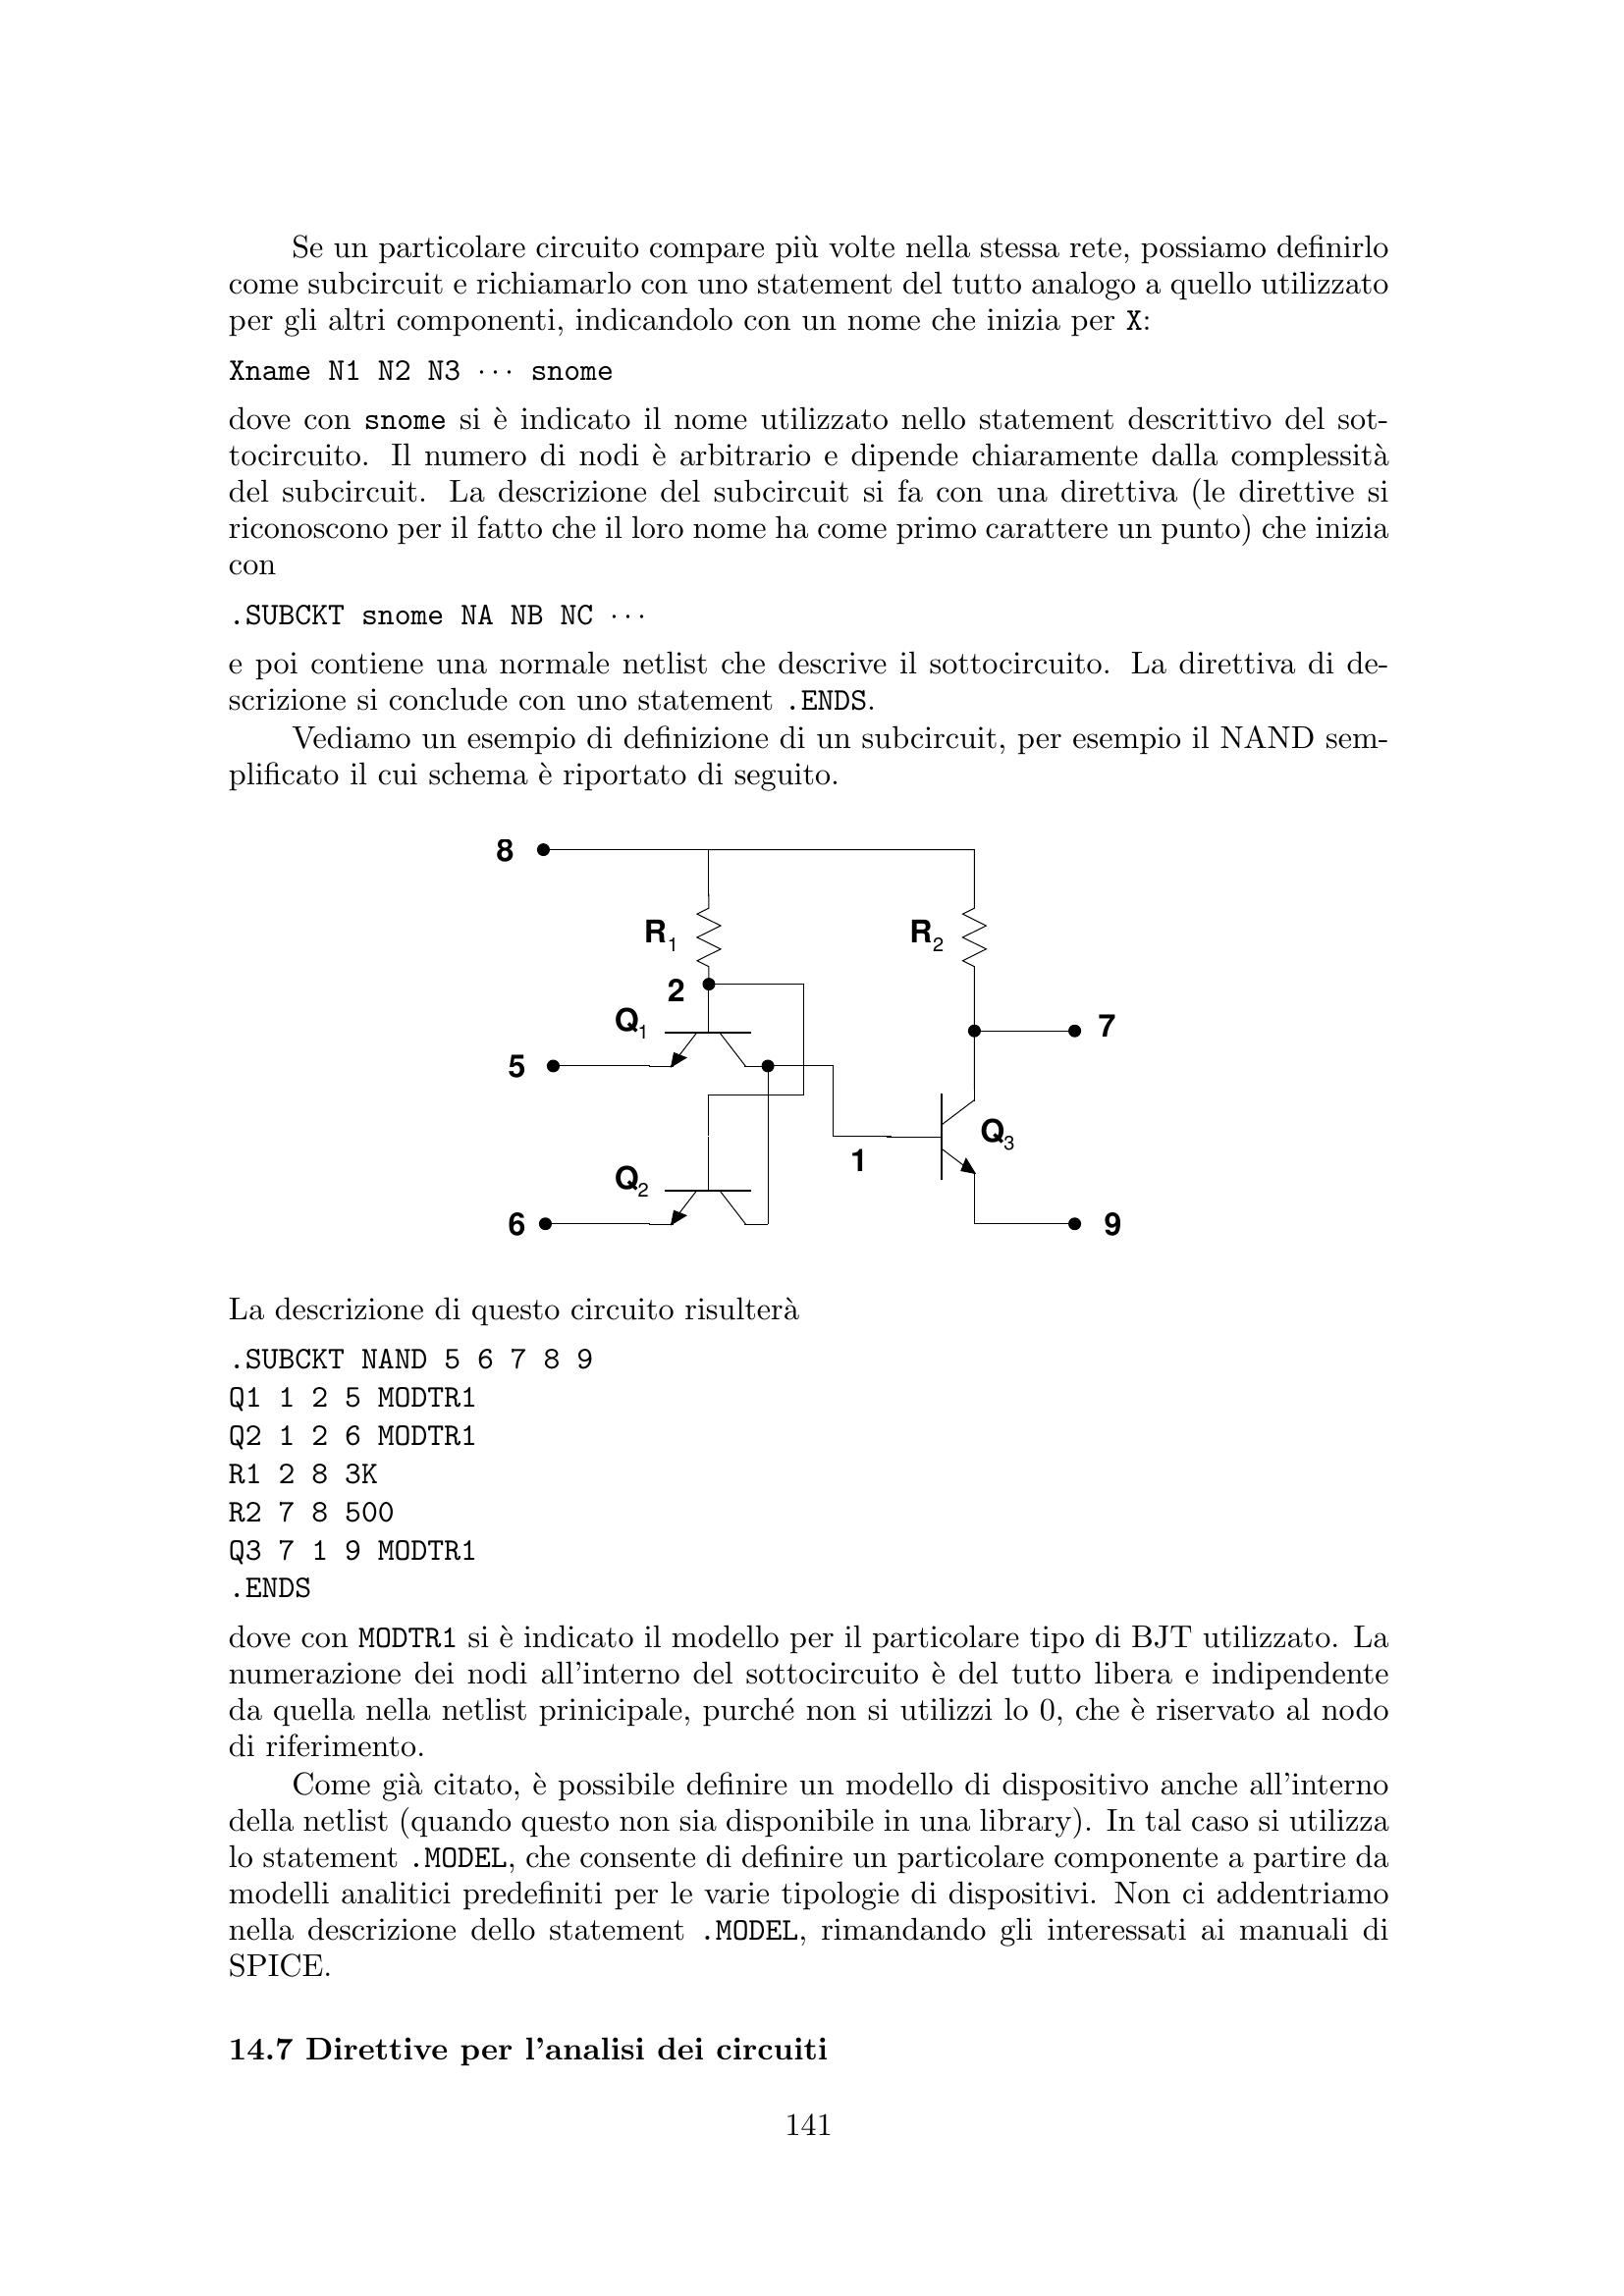 Se un particolare circuito compare più volte nella stessa rete, possiamo definirlo
come subcircuit e richiamarlo con uno statement del tutto analogo a quello utilizzato
per gli altri componenti, indicandolo con un nome che inizia per X:
Xname N1 N2 N3 ··· snome
dove con snome si è indicato il nome utilizzato nello statement descrittivo del sot-
tocircuito. Il numero di nodi è arbitrario e dipende chiaramente dalla complessità
del subcircuit. La descrizione del subcircuit si fa con una direttiva (le direttive si
riconoscono per il fatto che il loro nome ha come primo carattere un punto) che inizia
con
.SUBCKT snome NA NB NC ···
e poi contiene una normale netlist che descrive il sottocircuito. La direttiva di de-
scrizione si conclude con uno statement .ENDS.
Vediamo un esempio di definizione di un subcircuit, per esempio il NAND sem-
plificato il cui schema è riportato di seguito.
8
R1
R2
2
Q1
7
5
Q3
1
Q2
6
9
La descrizione di questo circuito risulterà
.SUBCKT NAND 5 6 7 8 9
Q1 1 2 5 MODTR1
Q2 1 2 6 MODTR1
R1 2 8 3K
R2 7 8 500
Q3 7 1 9 MODTR1
.ENDS
dove con MODTR1 si è indicato il modello per il particolare tipo di BJT utilizzato. La
numerazione dei nodi all'interno del sottocircuito è del tutto libera e indipendente
da quella nella netlist prinicipale, purché non si utilizzi lo 0, che è riservato al nodo
di riferimento.
Come già citato, è possibile definire un modello di dispositivo anche all'interno
della netlist (quando questo non sia disponibile in una library). In tal caso si utilizza
lo statement .MODEL, che consente di definire un particolare componente a partire da
modelli analitici predefiniti per le varie tipologie di dispositivi. Non ci addentriamo
nella descrizione dello statement .MODEL, rimandando gli interessati ai manuali di
SPICE.
14.7 Direttive per l'analisi dei circuiti
141